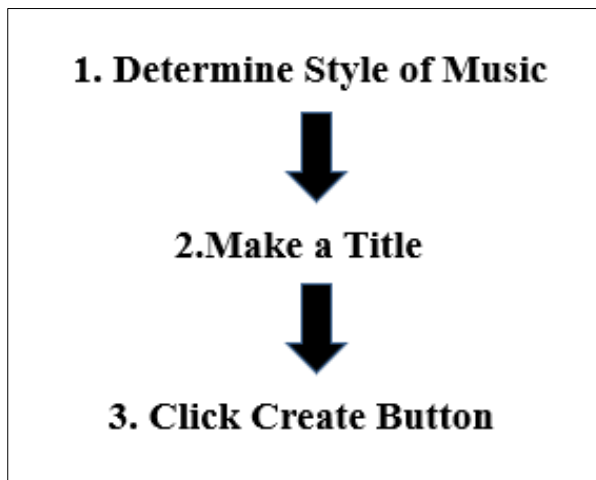 1. Determine Style of Music
2.Make a Title
3. Click Create Button